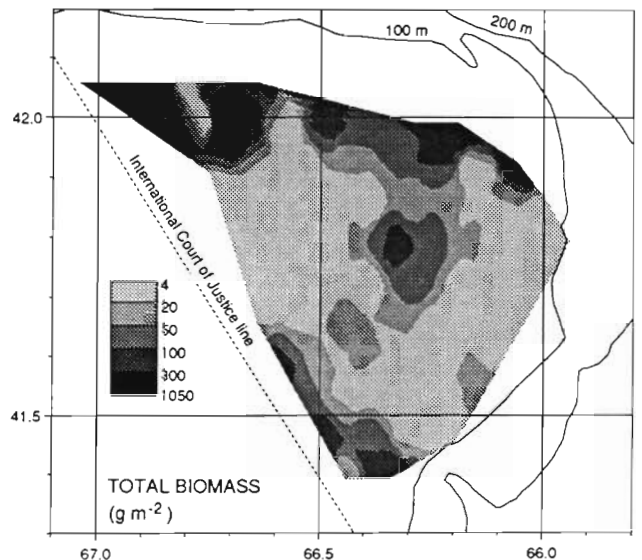 200 m
100 m
42.0
International Court of Justice line
4
20
50
100
300
1050
41.5
TOTAL BIOMASS
(g m⁻²)
67.0 66.5 66.0